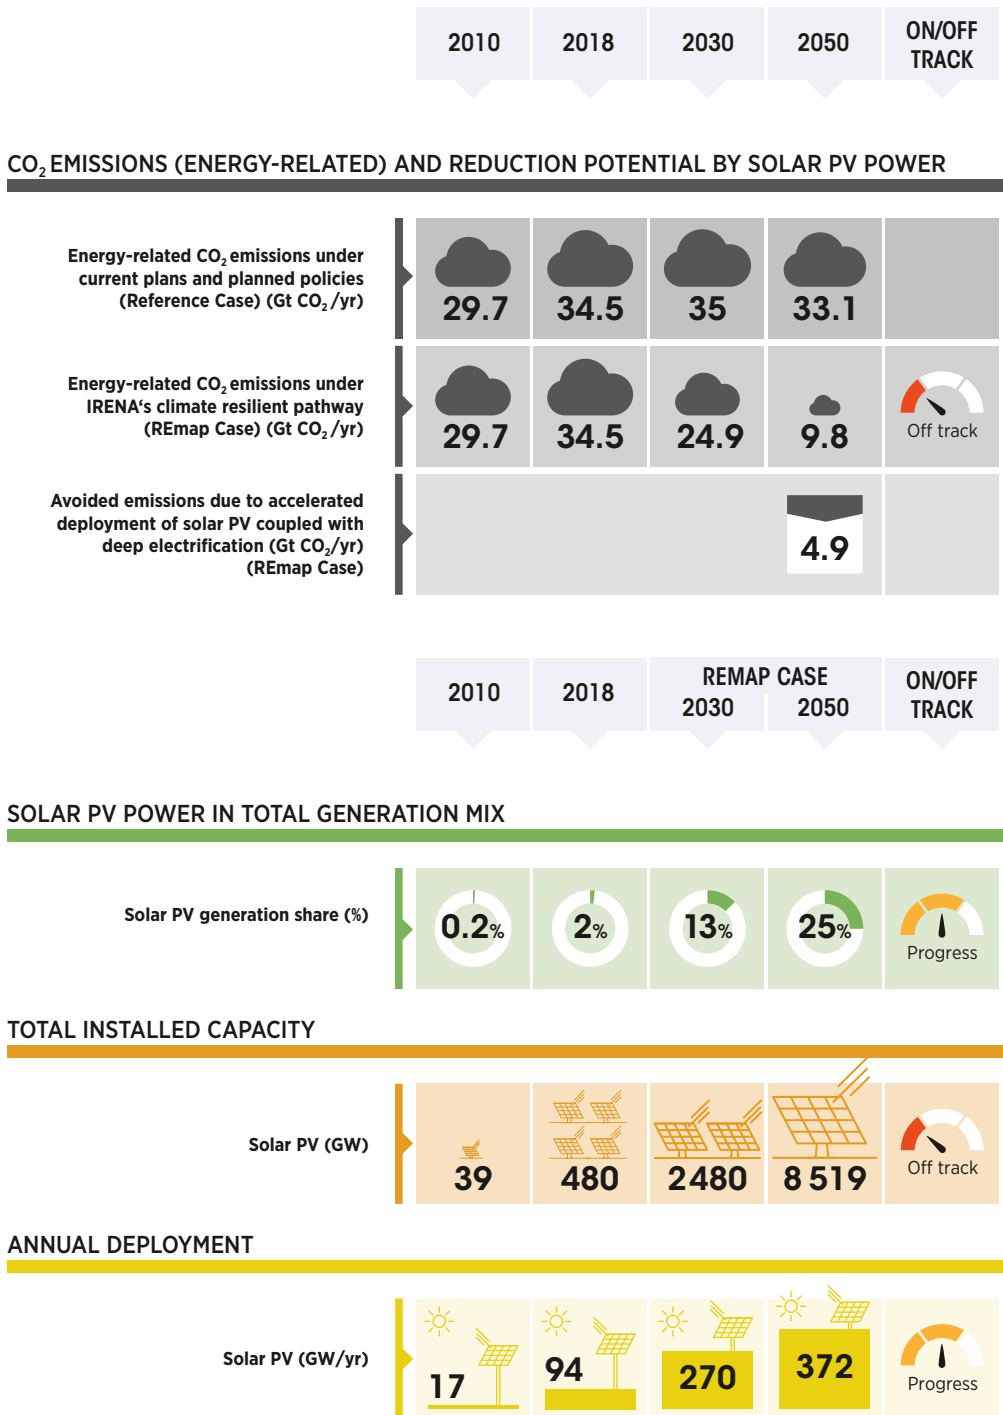 2010 2018 2030 2050 ON/OFF
TRACK
CO₂ EMISSIONS (ENERGY-RELATED) AND REDUCTION POTENTIAL BY SOLAR PV POWER
Energy-related CO₂ emissions under
current plans and planned policies
(Reference Case) (Gt CO₂/yr)
29.7 34.5 35 33.1
Energy-related CO₂ emissions under
IRENA‘s climate resilient pathway
(REmap Case) (Gt CO₂/yr)
29.7 34.5 24.9 9.8 Off track
Avoided emissions due to accelerated
deployment of solar PV coupled with
deep electrification (Gt CO₂/yr)
(REmap Case)
4.9
2010 2018 REMAP CASE ON/OFF
2030 2050 TRACK
SOLAR PV POWER IN TOTAL GENERATION MIX
Solar PV generation share (%) 0.2% 2% 13% 25% Progress
TOTAL INSTALLED CAPACITY
Solar PV (GW) 39 480 2480 8 519 Off track
ANNUAL DEPLOYMENT
Solar PV (GW/yr) 17 94 270 372 Progress